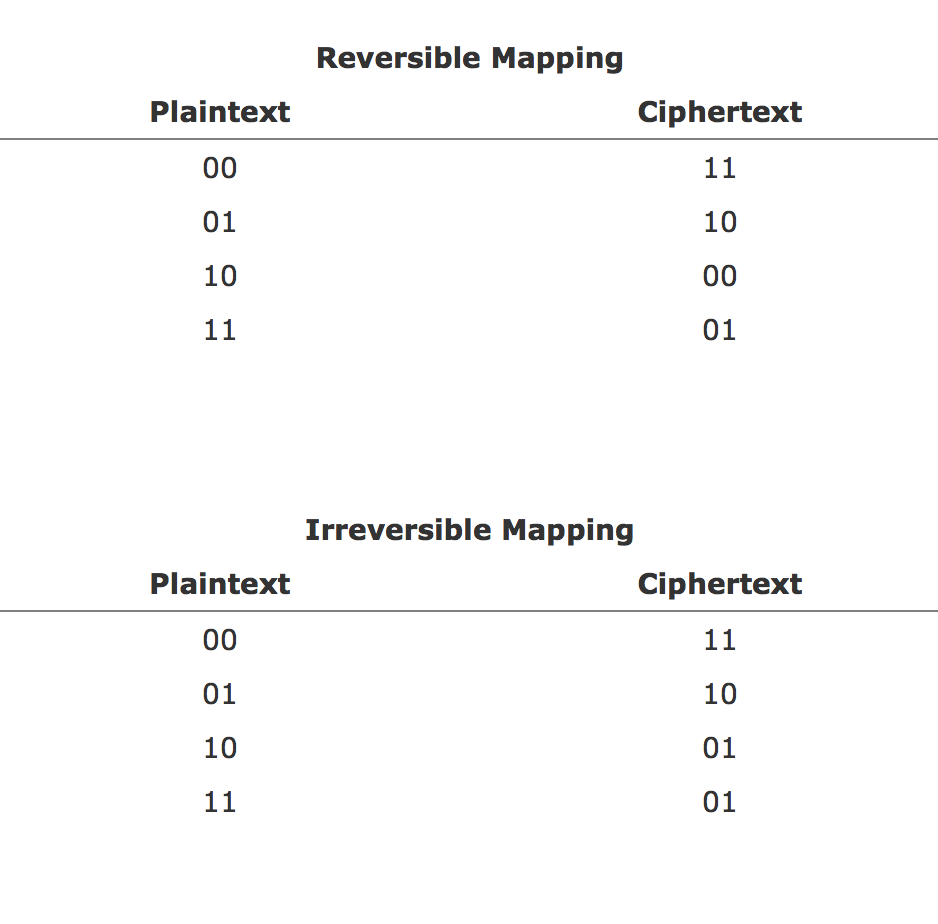 Reversible Mapping
Plaintext Ciphertext
00 11
01 10
10 00
11 01
Irreversible Mapping
Plaintext Ciphertext
00 11
01 10
10 01
11 01